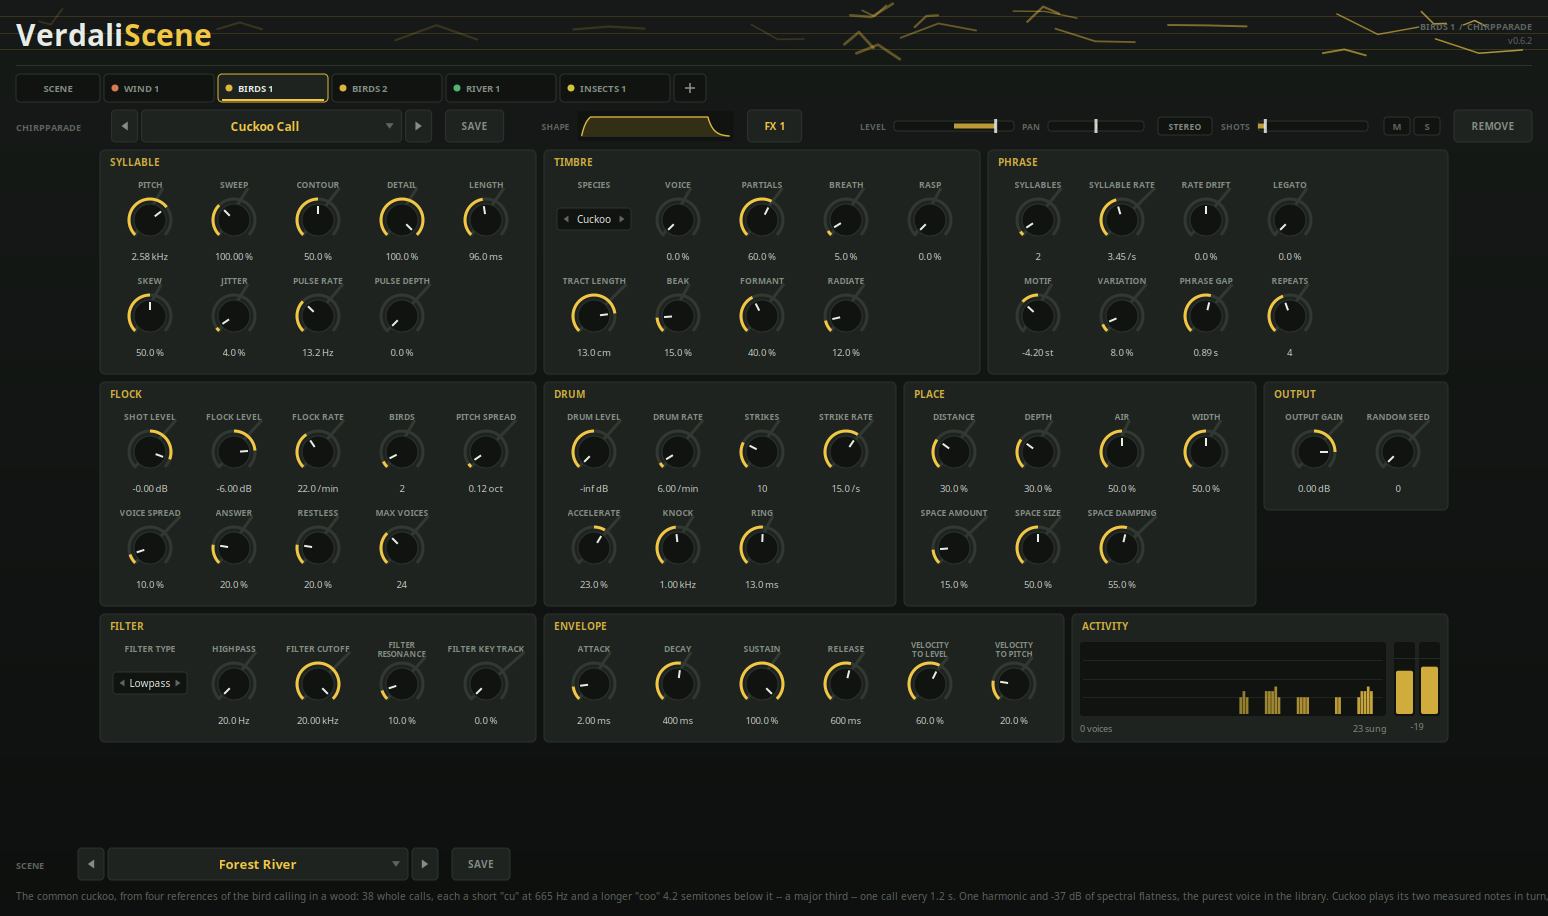 VerdaliScene
BIRDS 1 / CHIRPPARADE
v0.6.2
SCENE WIND 1 BIRDS 1 BIRDS 2 RIVER 1 INSECTS 1 +
CHIRPPARADE Cuckoo Call SAVE SHAPE FX 1 LEVEL PAN STEREO SHOTS M S REMOVE
SYLLABLE
PITCH SWEEP CONTOUR DETAIL LENGTH
2.58 kHz 100.00 % 50.0 % 100.0 % 96.0 ms
SKEW JITTER PULSE RATE PULSE DEPTH
50.0 % 4.0 % 13.2 Hz 0.0 %
TIMBRE
SPECIES VOICE PARTIALS BREATH RASP
Cuckoo
0.0 % 60.0 % 5.0 % 0.0 %
TRACT LENGTH BEAK FORMANT RADIATE
13.0 cm 15.0 % 40.0 % 12.0 %
PHRASE
SYLLABLES SYLLABLE RATE RATE DRIFT LEGATO
2 3.45 /s 0.0 % 0.0 %
MOTIF VARIATION PHRASE GAP REPEATS
-4.20 st 8.0 % 0.89 s 4
FLOCK
SHOT LEVEL FLOCK LEVEL FLOCK RATE BIRDS PITCH SPREAD
-0.00 dB -6.00 dB 22.0 /min 2 0.12 oct
VOICE SPREAD ANSWER RESTLESS MAX VOICES
10.0 % 20.0 % 20.0 % 24
DRUM
DRUM LEVEL DRUM RATE STRIKES STRIKE RATE
-inf dB 6.00 /min 10 15.0 /s
ACCELERATE KNOCK RING
23.0 % 1.00 kHz 13.0 ms
PLACE
DISTANCE DEPTH AIR WIDTH
30.0 % 30.0 % 50.0 % 50.0 %
SPACE AMOUNT SPACE SIZE SPACE DAMPING
15.0 % 50.0 % 55.0 %
OUTPUT
OUTPUT GAIN RANDOM SEED
0.00 dB 0
FILTER
FILTER TYPE HIGHPASS FILTER CUTOFF FILTER RESONANCE FILTER KEY TRACK
Lowpass
20.0 Hz 20.00 kHz 10.0 % 0.0 %
ENVELOPE
ATTACK DECAY SUSTAIN RELEASE VELOCITY TO LEVEL VELOCITY TO PITCH
2.00 ms 400 ms 100.0 % 600 ms 60.0 % 20.0 %
ACTIVITY
0 voices 23 sung -19
SCENE Forest River SAVE
The common cuckoo, from four references of the bird calling in a wood: 38 whole calls, each a short "cu" at 665 Hz and a longer "coo" 4.2 semitones below it -- a major third -- one call every 1.2 s. One harmonic and -37 dB of spectral flatness, the purest voice in the library. Cuckoo plays its two measured notes in turn,